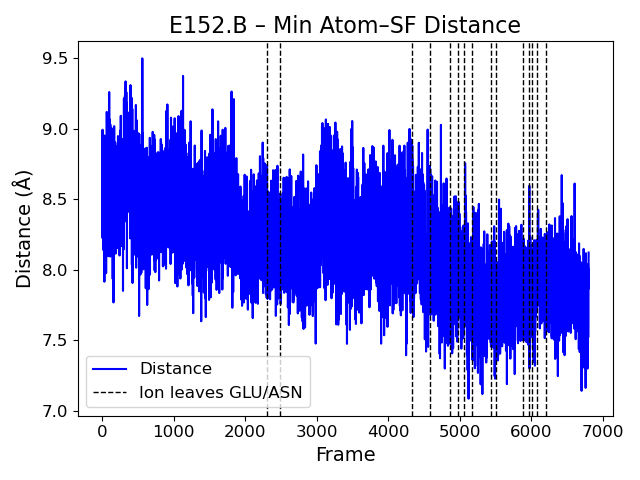 E152.B – Min Atom–SF Distance
Distance (Å)
9.5
9.0
8.5
8.0
7.5
7.0
Distance
Ion leaves GLU/ASN
0 1000 2000 3000 4000 5000 6000 7000
Frame